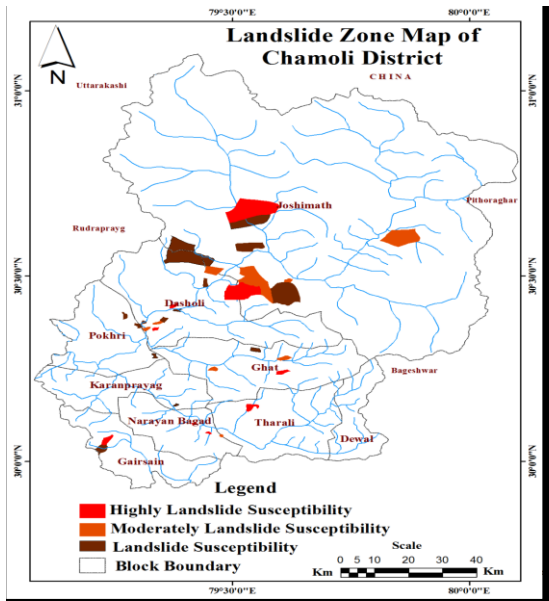 79°30'0"E
80°0'0"E
Landslide Zone Map of
Chamoli District
N
CHINA
Uttarakashi
31°0'0"N
31°0'0"N
Joshimath
Pithoraghar
Rudraprayg
30°30'0"N
30°30'0"N
Dasholi
Pokhri
Ghat
Bageshwar
Karanprayag
Narayan Bagad
Tharali
Dewal
Gairsain
30°0'0"N
30°0'0"N
Legend
Highly Landslide Susceptibility
Moderately Landslide Susceptibility
Landslide Susceptibility
Block Boundary
Scale
0 5 10 20 30 40
Km
Km
79°30'0"E
80°0'0"E